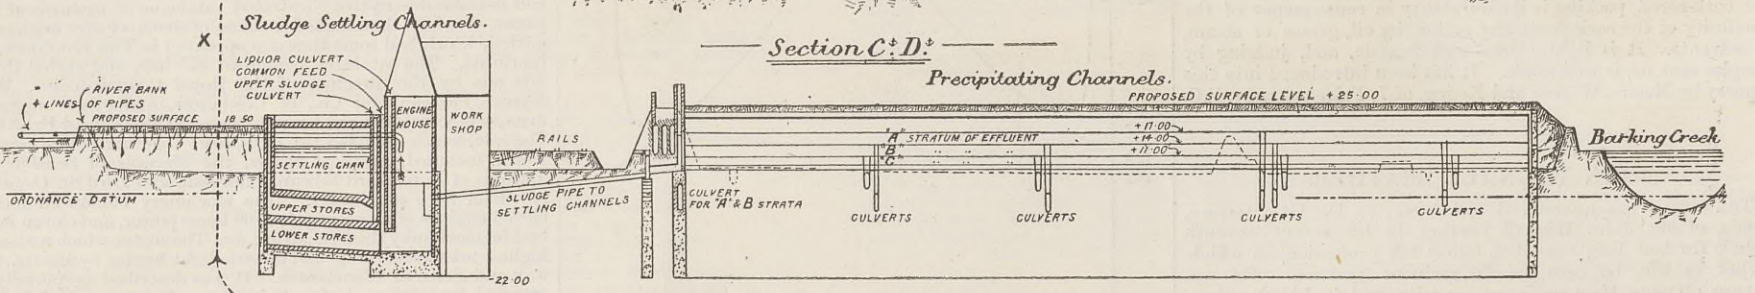 Sludge Settling Channels.
Section C.D.
Precipitating Channels.
X
RIVER BANK
4 LINES OF PIPES
PROPOSED SURFACE 18.50
LIQUOR CULVERT
COMMON FEED
UPPER SLUDGE
CULVERT
ENGINE
HOUSE
WORK
SHOP
SETTLING CHANL
UPPER STORES
LOWER STORES
ORDNANCE DATUM
-22.00
RAILS
SLUDGE PIPE TO
SETTLING CHANNELS
PROPOSED SURFACE LEVEL +25.00
"A" STRATUM OF EFFLUENT
"B" " " "
"C" " " "
+17.00
+14.00
+11.00
CULVERT
FOR "A" & B STRATA
CULVERTS
CULVERTS
CULVERTS
CULVERTS
Barking Creek